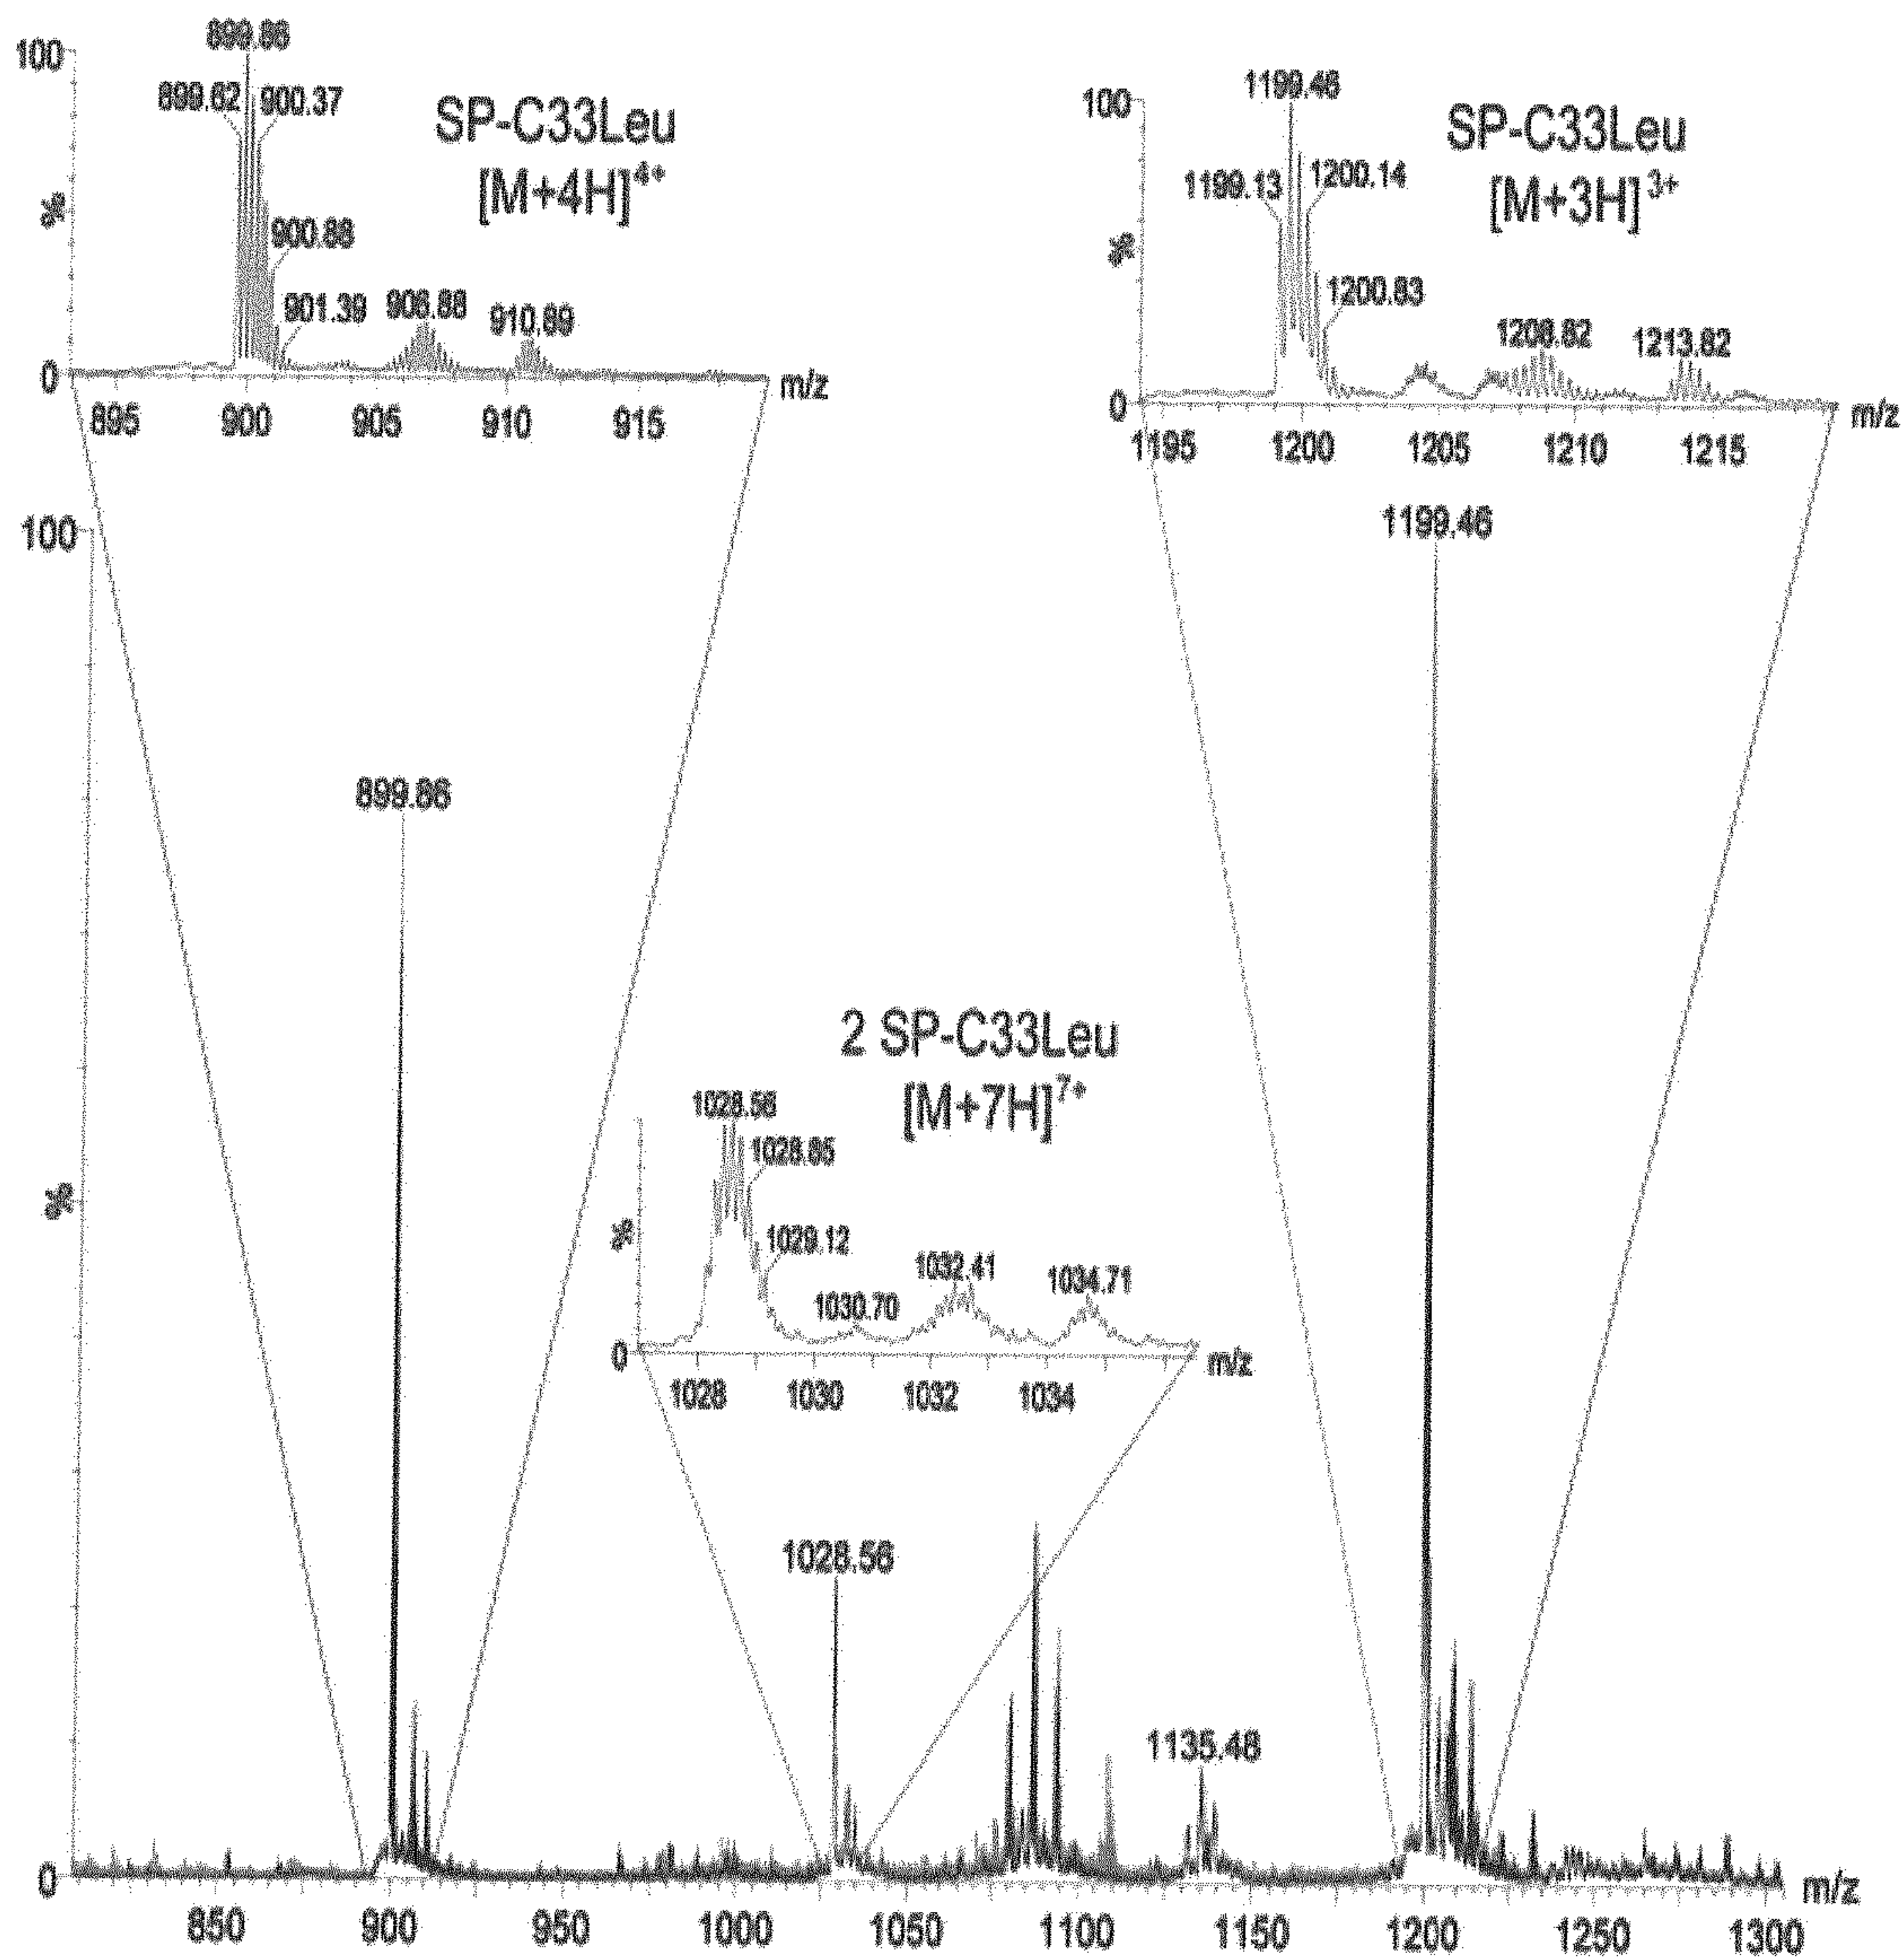 100
899.86
899.62
900.37
SP-C33Leu
[M+4H]4+
%
900.88
901.39
906.88
910.89
0
m/z
895 900 905 910 915
100
1199.46
1199.13
1200.14
SP-C33Leu
[M+3H]3+
%
1200.83
1208.82
1213.82
0
m/z
1195 1200 1205 1210 1215
100
1199.46
899.86
%
2 SP-C33Leu
[M+7H]7+
1028.56
1028.85
%
1029.12
1030.70
1032.41
1034.71
0
m/z
1028 1030 1032 1034
1028.56
1135.48
0
m/z
850 900 950 1000 1050 1100 1150 1200 1250 1300